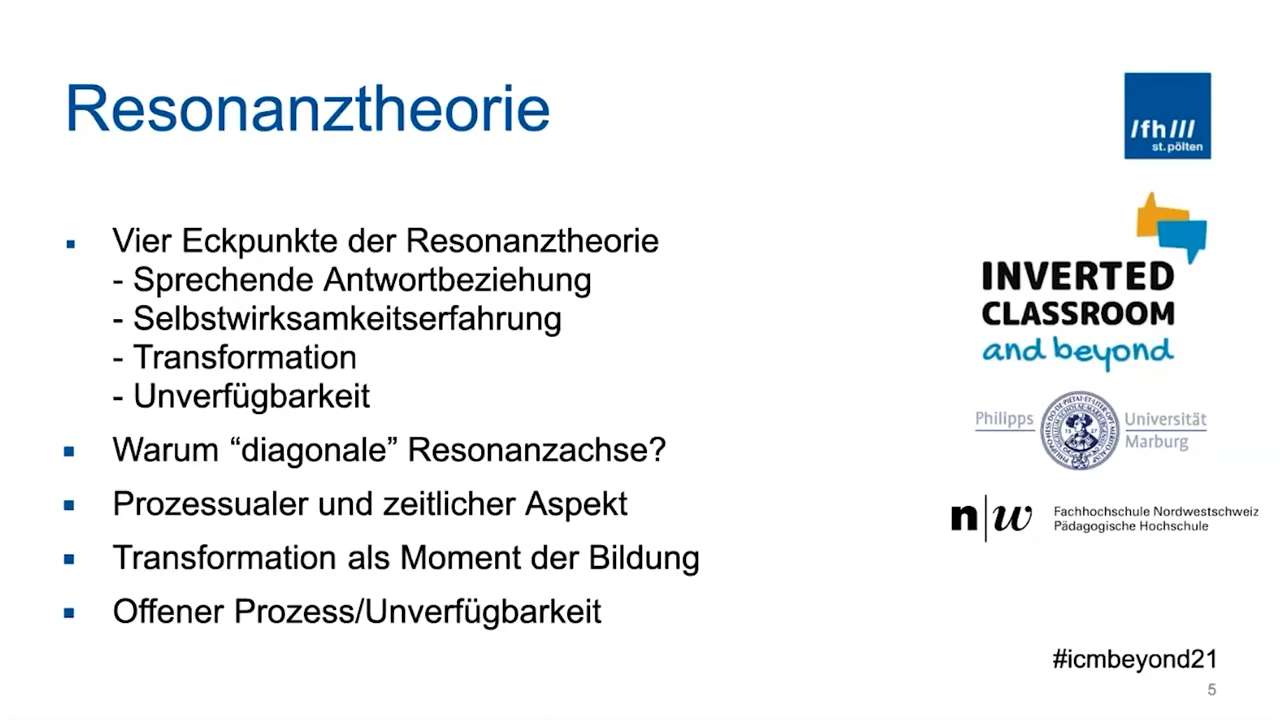 Resonanztheorie
▪ Vier Eckpunkte der Resonanztheorie
- Sprechende Antwortbeziehung
- Selbstwirksamkeitserfahrung
- Transformation
- Unverfügbarkeit
▪ Warum “diagonale” Resonanzachse?
▪ Prozessualer und zeitlicher Aspekt
▪ Transformation als Moment der Bildung
▪ Offener Prozess/Unverfügbarkeit
/fh///
st.pölten
INVERTED
CLASSROOM
and beyond
Philipps
Universität
Marburg
n|w
Fachhochschule Nordwestschweiz
Pädagogische Hochschule
#icmbeyond21
5